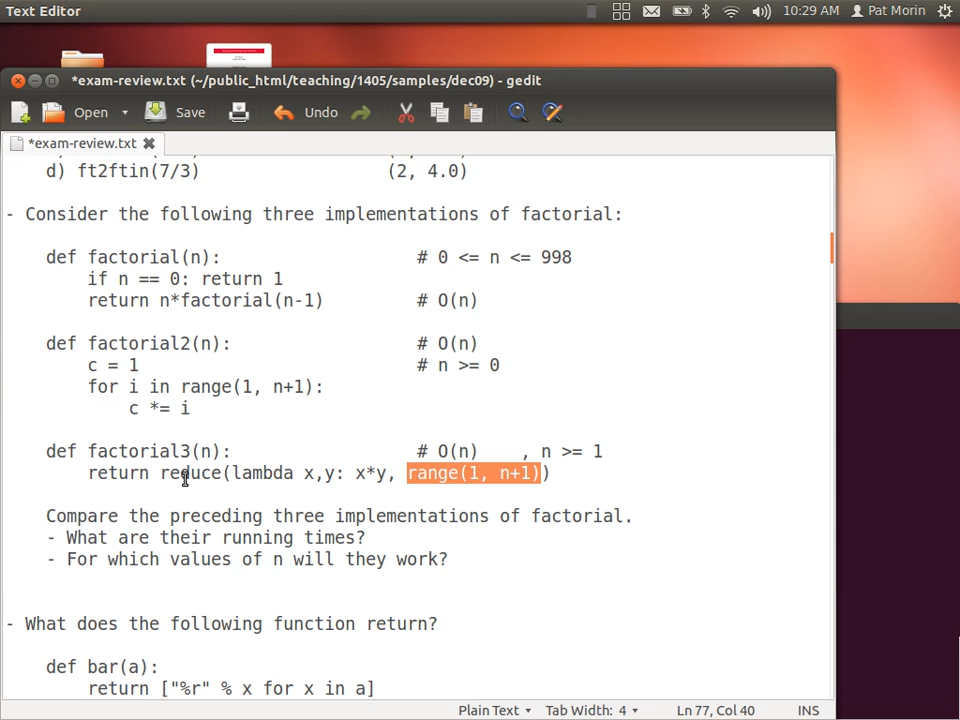 Text Editor
10:29 AM Pat Morin
*exam-review.txt (~/public_html/teaching/1405/samples/dec09) - gedit
Open Save Undo
*exam-review.txt
d) ft2ftin(7/3) (2, 4.0)
- Consider the following three implementations of factorial:
def factorial(n): # 0 <= n <= 998
if n == 0: return 1
return n*factorial(n-1) # O(n)
def factorial2(n): # O(n)
c = 1 # n >= 0
for i in range(1, n+1):
c *= i
def factorial3(n): # O(n) , n >= 1
return reduce(lambda x,y: x*y, range(1, n+1))
Compare the preceding three implementations of factorial.
- What are their running times?
- For which values of n will they work?
- What does the following function return?
def bar(a):
return ["%r" % x for x in a]
Plain Text Tab Width: 4 Ln 77, Col 40 INS